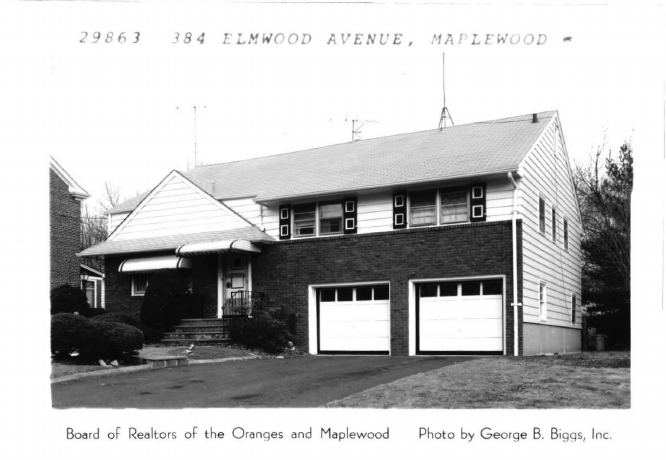 29863 384 ELMWOOD AVENUE, MAPLEWOOD
Board of Realtors of the Oranges and Maplewood Photo by George B. Biggs, Inc.